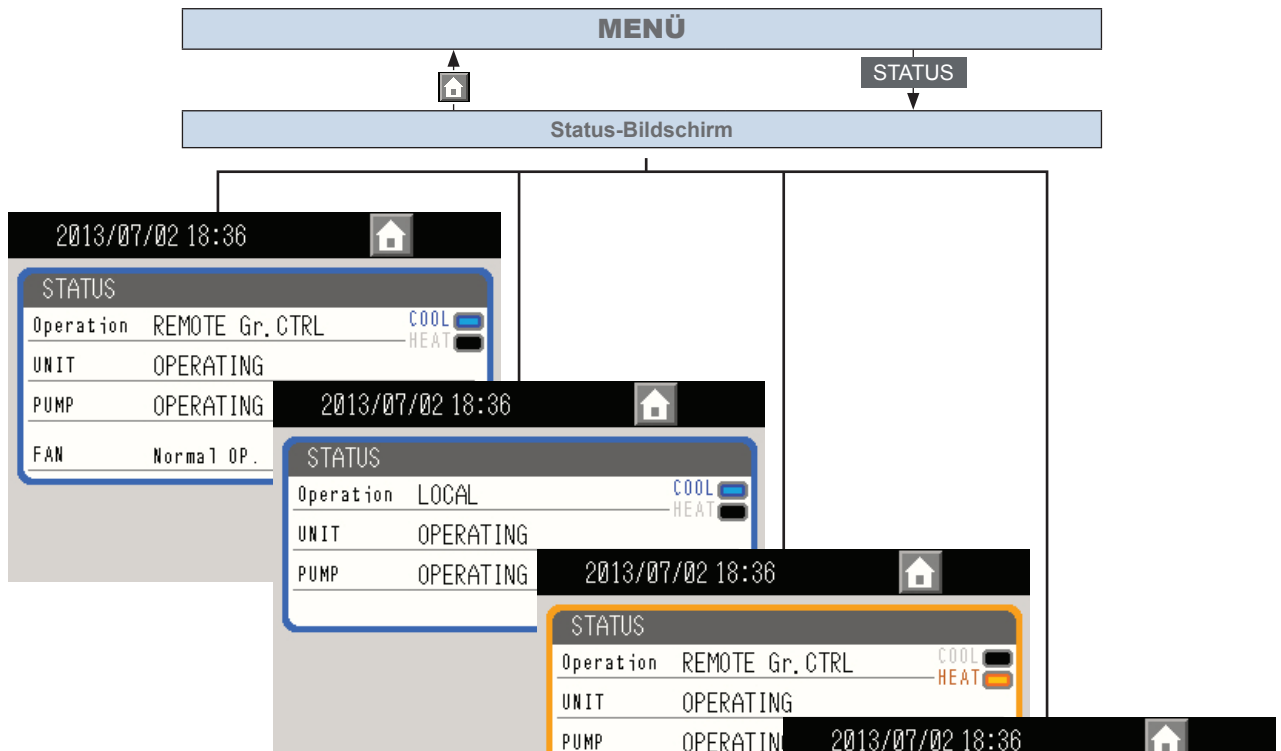 MENÜ
STATUS
Status-Bildschirm
2013/07/02 18:36
STATUS
Operation REMOTE Gr.CTRL COOL
HEAT
UNIT OPERATING
PUMP OPERATING
FAN Normal OP.
2013/07/02 18:36
STATUS
Operation LOCAL COOL
HEAT
UNIT OPERATING
PUMP OPERATING
2013/07/02 18:36
STATUS
Operation REMOTE Gr.CTRL COOL
HEAT
UNIT OPERATING
PUMP OPERATIN
2013/07/02 18:36